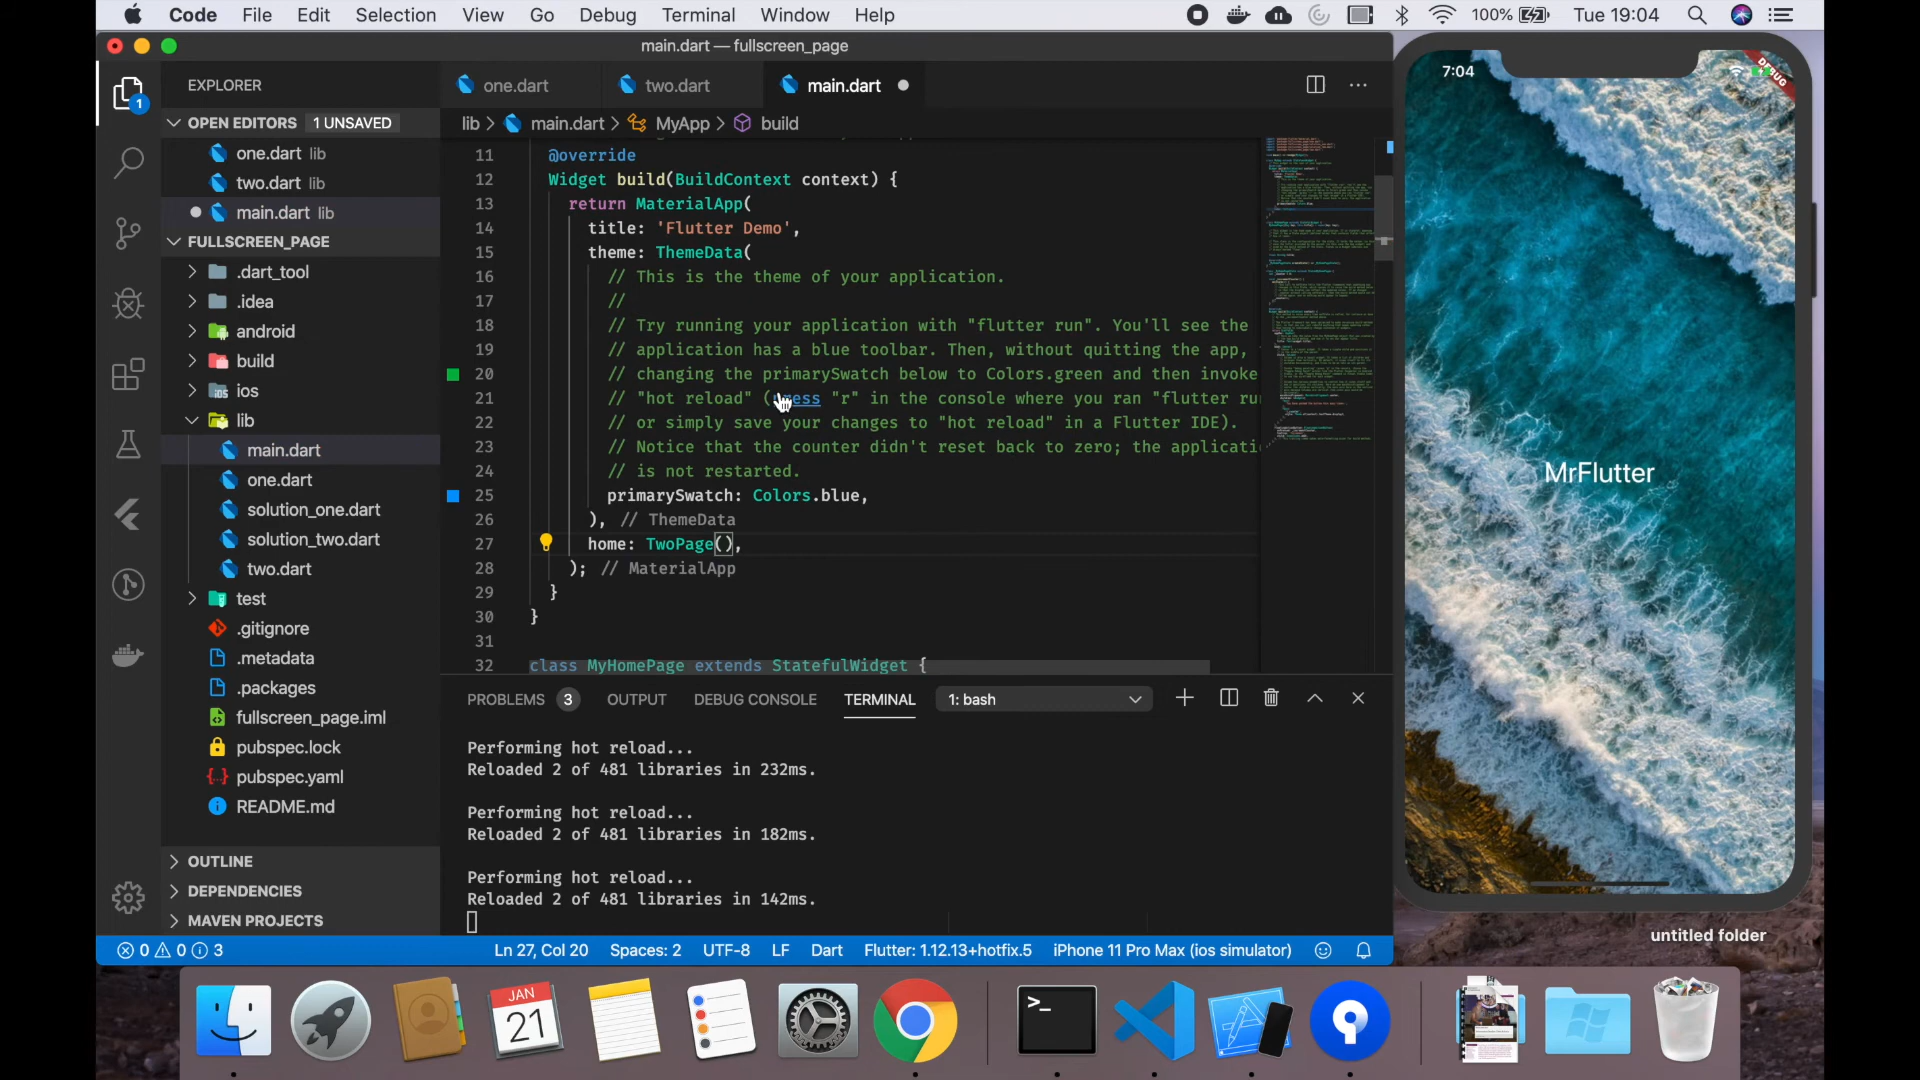 Code File Edit Selection View Go Debug Terminal Window Help 100% Tue 19:04
main.dart — fullscreen_page
EXPLORER
OPEN EDITORS 1 UNSAVED
one.dart lib
two.dart lib
main.dart lib
FULLSCREEN_PAGE
.dart_tool
.idea
android
build
ios
lib
main.dart
one.dart
solution_one.dart
solution_two.dart
two.dart
test
.gitignore
.metadata
.packages
fullscreen_page.iml
pubspec.lock
pubspec.yaml
README.md
OUTLINE
DEPENDENCIES
MAVEN PROJECTS
1
one.dart two.dart main.dart
lib > main.dart > MyApp > build
11 @override
12 Widget build(BuildContext context) {
13 return MaterialApp(
14 title: 'Flutter Demo',
15 theme: ThemeData(
16 // This is the theme of your application.
17 //
18 // Try running your application with "flutter run". You'll see the
19 // application has a blue toolbar. Then, without quitting the app,
20 // changing the primarySwatch below to Colors.green and then invoke
21 // "hot reload" (press "r" in the console where you ran "flutter ru
22 // or simply save your changes to "hot reload" in a Flutter IDE).
23 // Notice that the counter didn't reset back to zero; the applicati
24 // is not restarted.
25 primarySwatch: Colors.blue,
26 ), // ThemeData
27 home: TwoPage(),
28 ); // MaterialApp
29 }
30 }
31
32 class MyHomePage extends StatefulWidget {
PROBLEMS 3 OUTPUT DEBUG CONSOLE TERMINAL 1: bash
Performing hot reload...
Reloaded 2 of 481 libraries in 232ms.
Performing hot reload...
Reloaded 2 of 481 libraries in 182ms.
Performing hot reload...
Reloaded 2 of 481 libraries in 142ms.
0 0 3 Ln 27, Col 20 Spaces: 2 UTF-8 LF Dart Flutter: 1.12.13+hotfix.5 iPhone 11 Pro Max (ios simulator)
7:04
DEBUG
MrFlutter
untitled folder
JAN
21